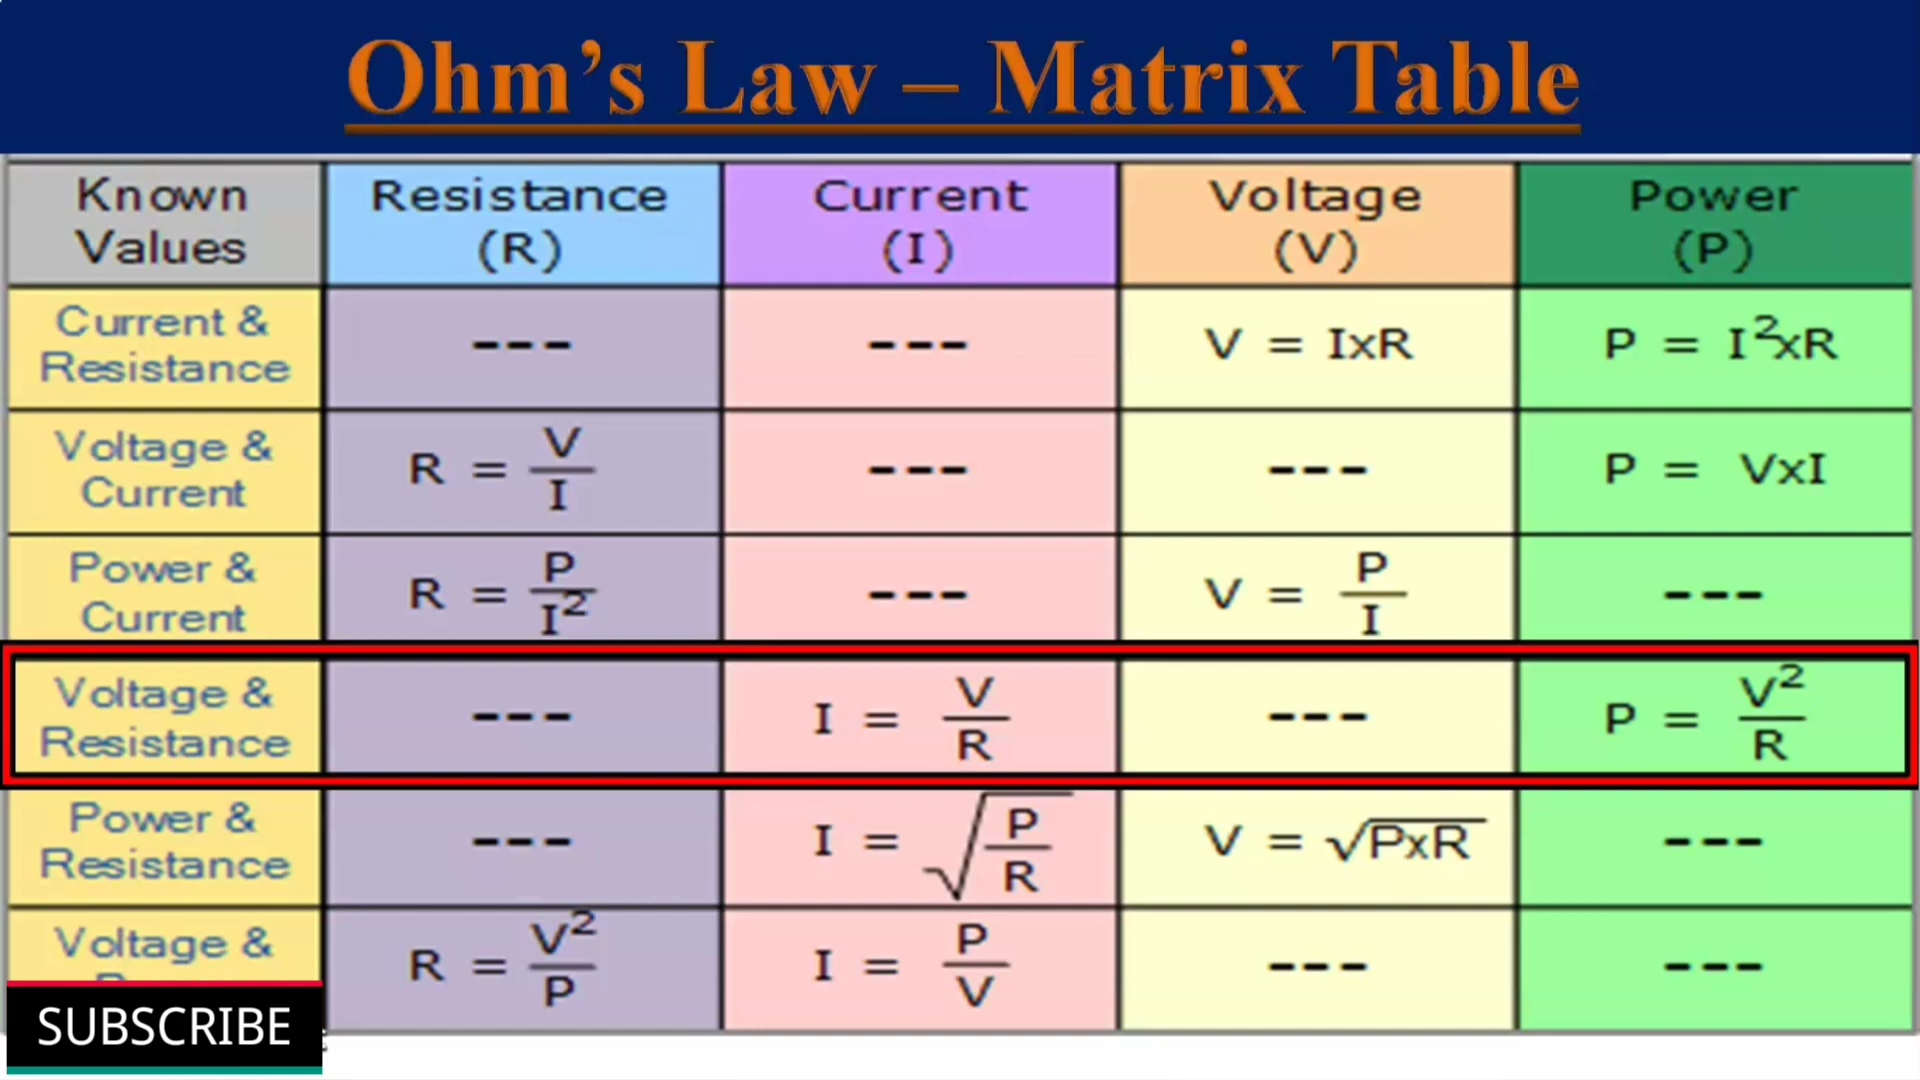 Ohm's Law – Matrix Table
Known Values Resistance (R) Current (I) Voltage (V) Power (P)
Current & Resistance --- --- V = IxR P = I²xR
Voltage & Current R = V/I --- --- P = VxI
Power & Current R = P/I² --- V = P/I ---
Voltage & Resistance --- I = V/R --- P = V²/R
Power & Resistance --- I = √(P/R) V = √(PxR) ---
Voltage & R = V²/P I = P/V --- ---
SUBSCRIBE